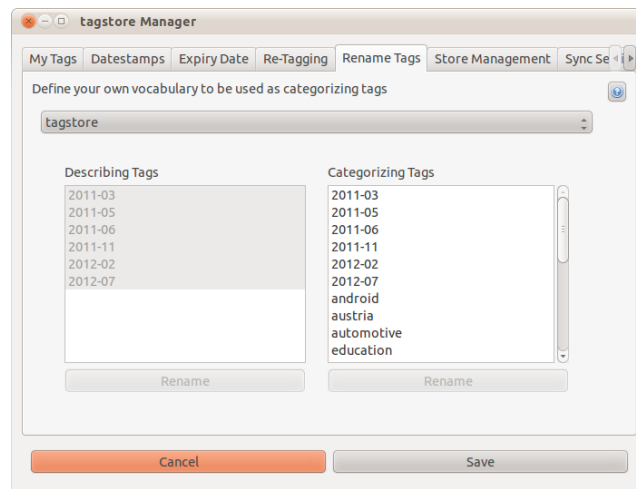 tagstore Manager
My Tags Datestamps Expiry Date Re-Tagging Rename Tags Store Management Sync Se
Define your own vocabulary to be used as categorizing tags
tagstore
Describing Tags
2011-03
2011-05
2011-06
2011-11
2012-02
2012-07
Rename
Categorizing Tags
2011-03
2011-05
2011-06
2011-11
2012-02
2012-07
android
austria
automotive
education
Rename
Cancel Save